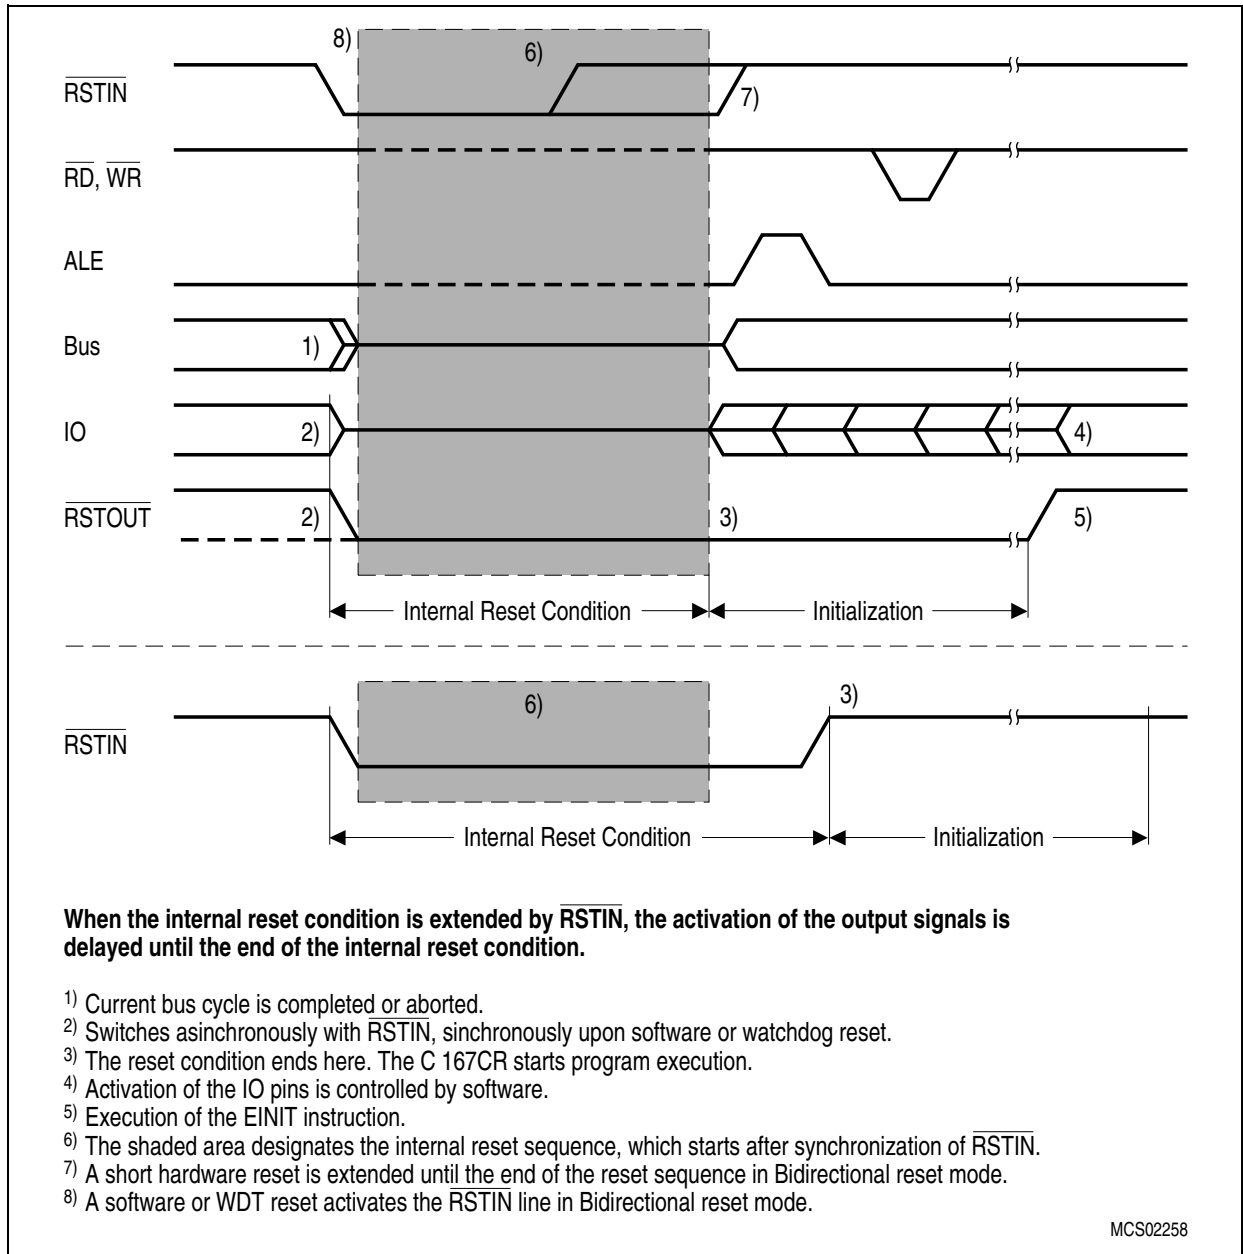 8)
6)
RSTIN
7)
RD, WR
ALE
Bus
1)
IO
2)
4)
RSTOUT
2)
3)
5)
Internal Reset Condition
Initialization
6)
3)
RSTIN
Internal Reset Condition
Initialization
When the internal reset condition is extended by RSTIN, the activation of the output signals is
delayed until the end of the internal reset condition.
1) Current bus cycle is completed or aborted.
2) Switches asinchronously with RSTIN, sinchronously upon software or watchdog reset.
3) The reset condition ends here. The C 167CR starts program execution.
4) Activation of the IO pins is controlled by software.
5) Execution of the EINIT instruction.
6) The shaded area designates the internal reset sequence, which starts after synchronization of RSTIN.
7) A short hardware reset is extended until the end of the reset sequence in Bidirectional reset mode.
8) A software or WDT reset activates the RSTIN line in Bidirectional reset mode.
MCS02258